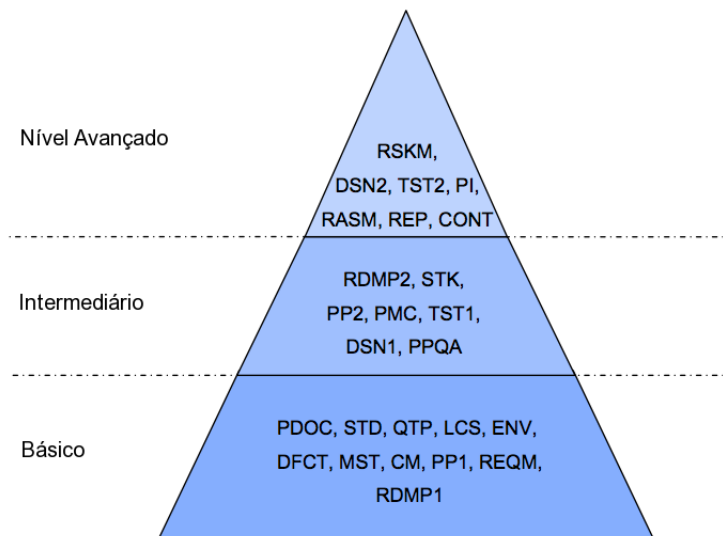 Nível Avançado
RSKM,
DSN2, TST2, PI,
RASM, REP, CONT
Intermediário
RDMP2, STK,
PP2, PMC, TST1,
DSN1, PPQA
Básico
PDOC, STD, QTP, LCS, ENV,
DFCT, MST, CM, PP1, REQM,
RDMP1